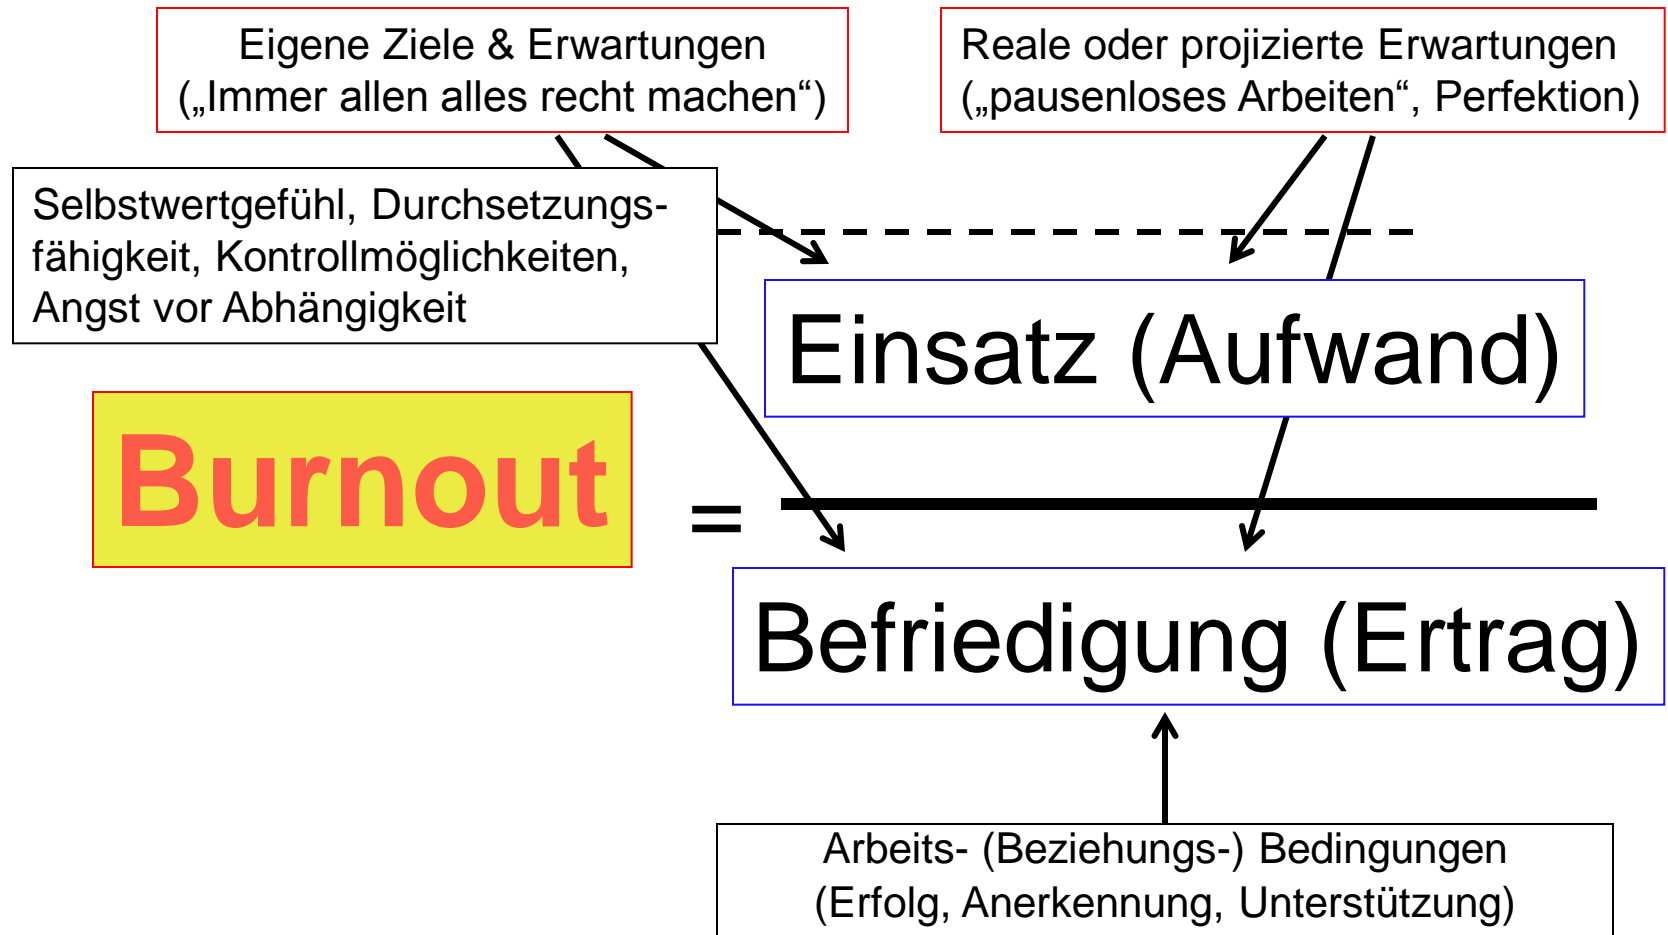 Eigene Ziele & Erwartungen
(„Immer allen alles recht machen“)
Reale oder projizierte Erwartungen
(„pausenloses Arbeiten“, Perfektion)
Selbstwertgefühl, Durchsetzungs-
fähigkeit, Kontrollmöglichkeiten,
Angst vor Abhängigkeit
Einsatz (Aufwand)
Burnout
=
Befriedigung (Ertrag)
Arbeits- (Beziehungs-) Bedingungen
(Erfolg, Anerkennung, Unterstützung)